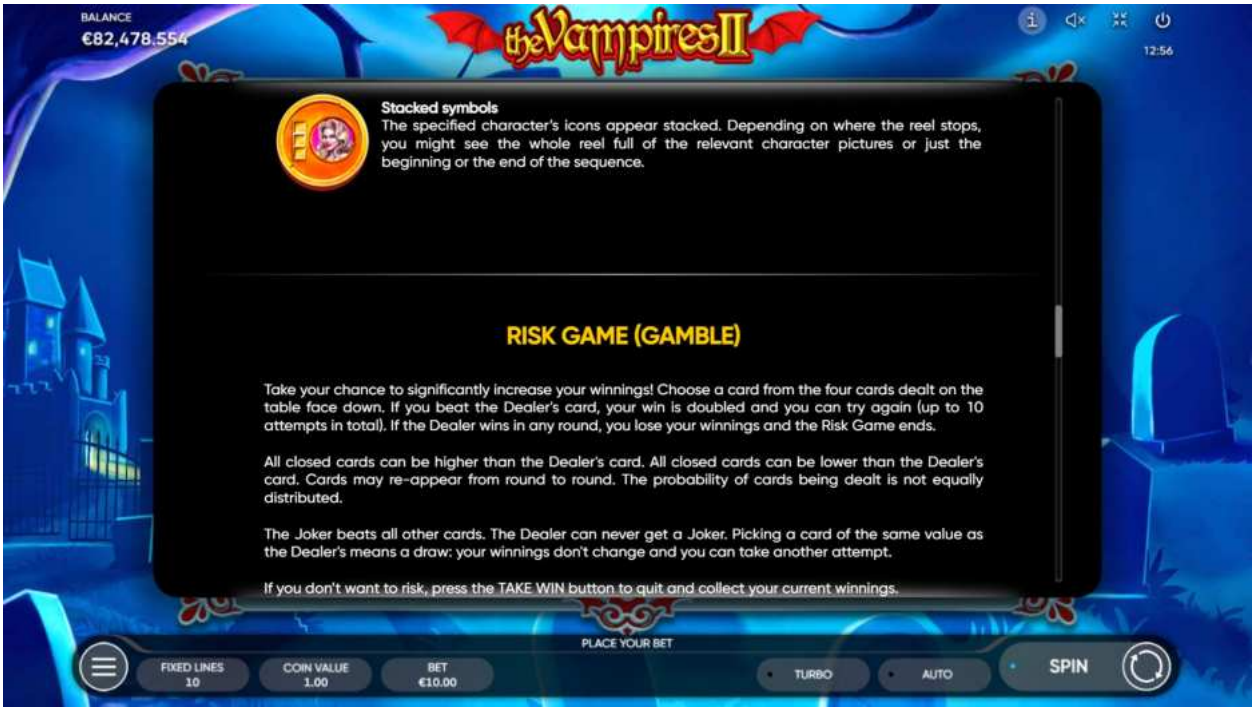 BALANCE
€82,478,554
the Vampires II
i
12:56
Stacked symbols
The specified character's icons appear stacked. Depending on where the reel stops,
you might see the whole reel full of the relevant character pictures or just the
beginning or the end of the sequence.
RISK GAME (GAMBLE)
Take your chance to significantly increase your winnings! Choose a card from the four cards dealt on the
table face down. If you beat the Dealer's card, your win is doubled and you can try again (up to 10
attempts in total). If the Dealer wins in any round, you lose your winnings and the Risk Game ends.
All closed cards can be higher than the Dealer's card. All closed cards can be lower than the Dealer's
card. Cards may re-appear from round to round. The probability of cards being dealt is not equally
distributed.
The Joker beats all other cards. The Dealer can never get a Joker. Picking a card of the same value as
the Dealer's means a draw: your winnings don't change and you can take another attempt.
If you don't want to risk, press the TAKE WIN button to quit and collect your current winnings.
PLACE YOUR BET
FIXED LINES
10
COIN VALUE
1.00
BET
€10.00
TURBO
AUTO
SPIN